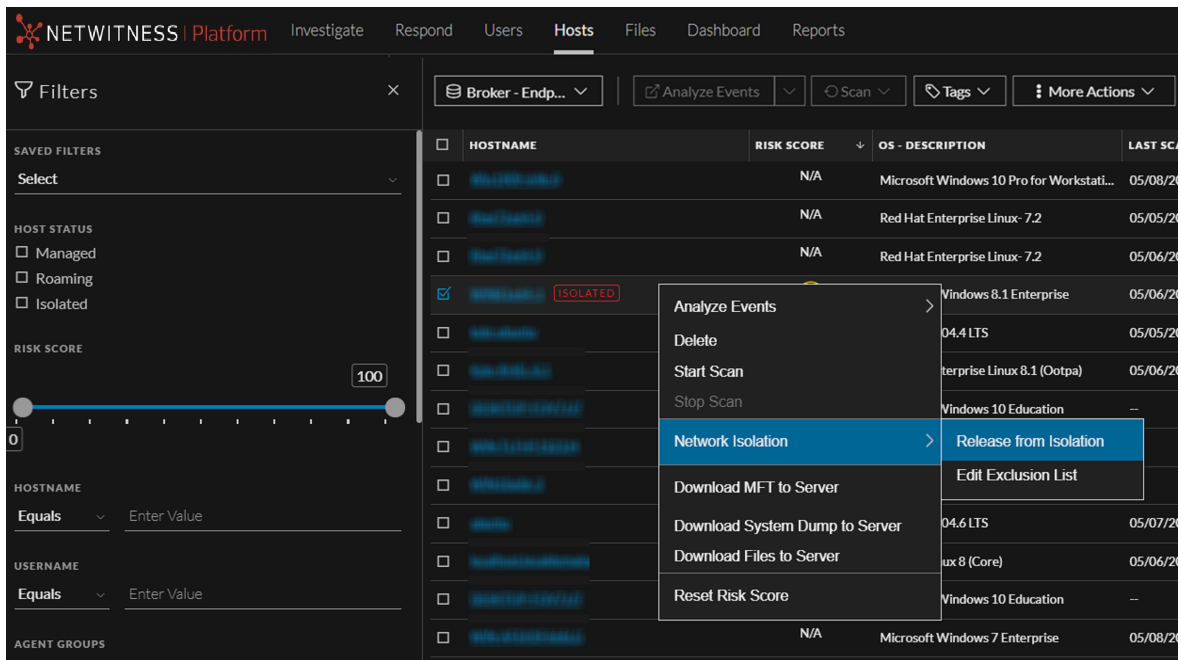 NETWITNESS | Platform Investigate Respond Users Hosts Files Dashboard Reports
Filters
SAVED FILTERS
Select
HOST STATUS
Managed
Roaming
Isolated
RISK SCORE
100
0
HOSTNAME
Equals Enter Value
USERNAME
Equals Enter Value
AGENT GROUPS
Broker - Endp... Analyze Events Scan Tags More Actions
HOSTNAME RISK SCORE OS - DESCRIPTION LAST SCA
N/A Microsoft Windows 10 Pro for Workstati... 05/08/20
N/A Red Hat Enterprise Linux- 7.2 05/05/20
N/A Red Hat Enterprise Linux- 7.2 05/06/20
ISOLATED Windows 8.1 Enterprise 05/06/20
04.4 LTS 05/05/20
terprise Linux 8.1 (Ootpa) 05/06/20
Windows 10 Education --
04.6 LTS 05/07/20
ux 8 (Core) 05/06/20
Windows 10 Education --
N/A Microsoft Windows 7 Enterprise 05/08/20
Analyze Events
Delete
Start Scan
Stop Scan
Network Isolation
Download MFT to Server
Download System Dump to Server
Download Files to Server
Reset Risk Score
Release from Isolation
Edit Exclusion List